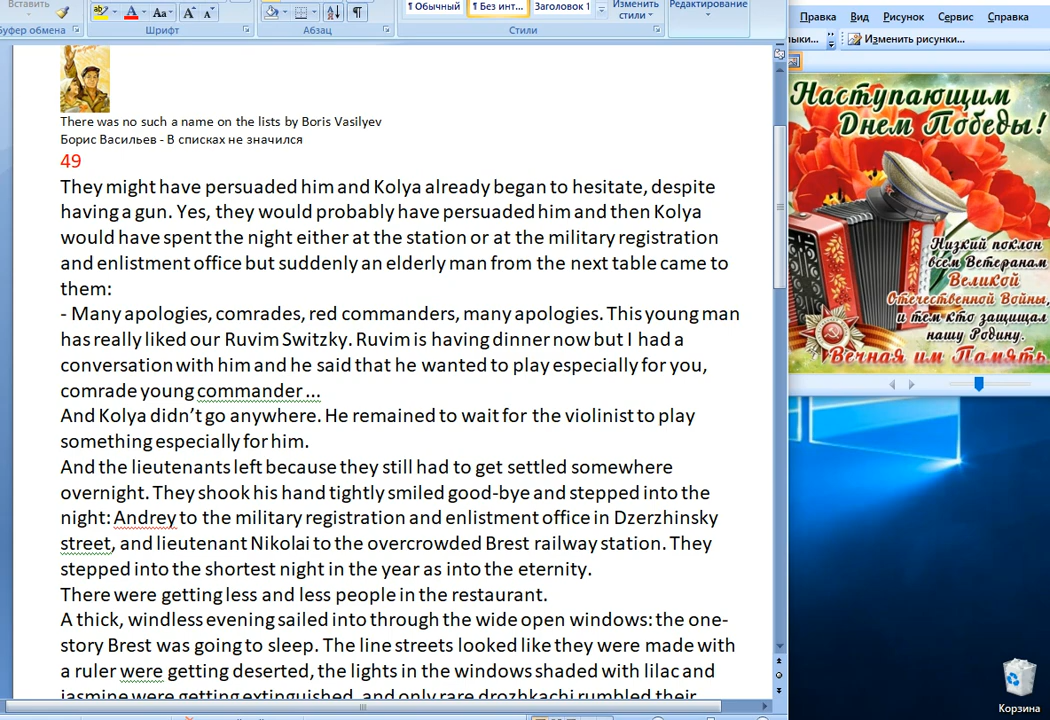 Вставить
Буфер обмена
Шрифт
Абзац
¶ Обычный
¶ Без инт...
Заголовок 1
Изменить
стили
Стили
Редактирование
There was no such a name on the lists by Boris Vasilyev
Борис Васильев - В списках не значился
49
They might have persuaded him and Kolya already began to hesitate, despite
having a gun. Yes, they would probably have persuaded him and then Kolya
would have spent the night either at the station or at the military registration
and enlistment office but suddenly an elderly man from the next table came to
them:
- Many apologies, comrades, red commanders, many apologies. This young man
has really liked our Ruvim Switzky. Ruvim is having dinner now but I had a
conversation with him and he said that he wanted to play especially for you,
comrade young commander ...
And Kolya didn’t go anywhere. He remained to wait for the violinist to play
something especially for him.
And the lieutenants left because they still had to get settled somewhere
overnight. They shook his hand tightly smiled good-bye and stepped into the
night: Andrey to the military registration and enlistment office in Dzerzhinsky
street, and lieutenant Nikolai to the overcrowded Brest railway station. They
stepped into the shortest night in the year as into the eternity.
There were getting less and less people in the restaurant.
A thick, windless evening sailed into through the wide open windows: the one-
story Brest was going to sleep. The line streets looked like they were made with
a ruler were getting deserted, the lights in the windows shaded with lilac and
jasmine were getting extinguished, and only rare drozhkachi rumbled their
Правка Вид Рисунок Сервис Справка
Изменить рисунки...
Наступающим
Днем Победы!
Низкий поклон
всем Ветеранам
Великой
Отечественной Войны,
и тем кто защищал
нашу Родину.
Вечная им Память
Корзина